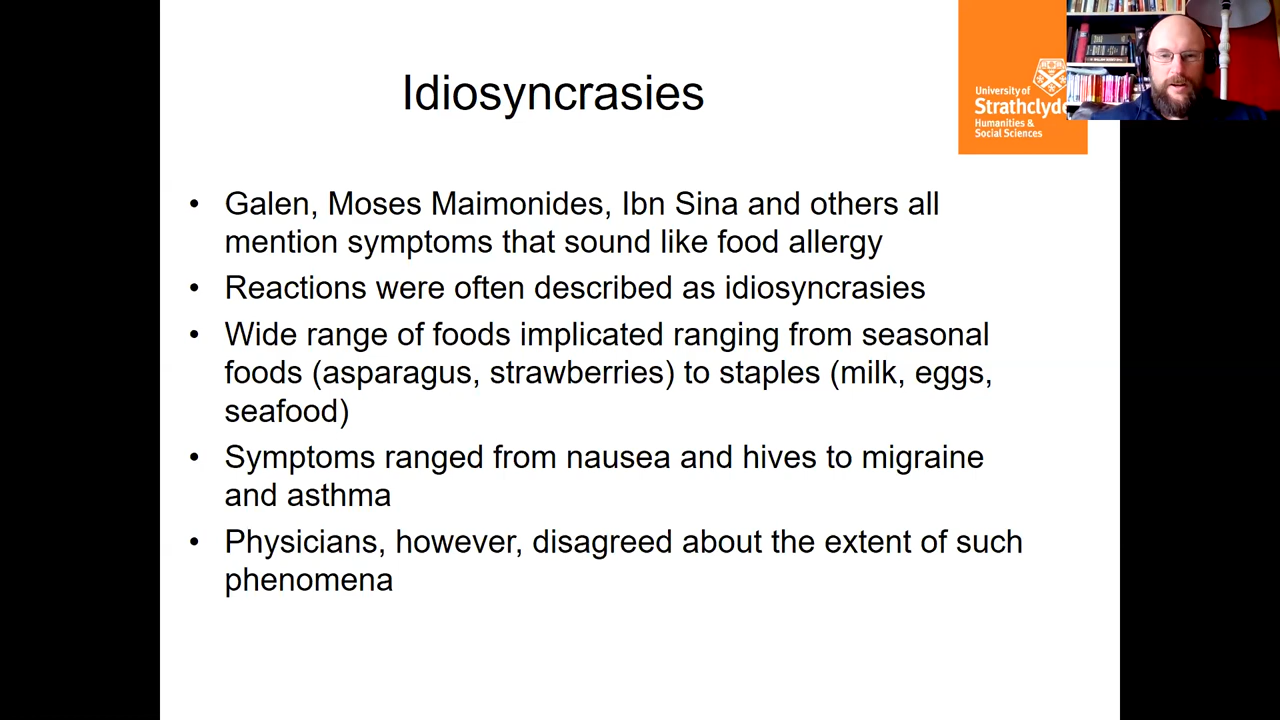 Idiosyncrasies
University of
Strathclyde
Humanities &
Social Sciences
• Galen, Moses Maimonides, Ibn Sina and others all
mention symptoms that sound like food allergy
• Reactions were often described as idiosyncrasies
• Wide range of foods implicated ranging from seasonal
foods (asparagus, strawberries) to staples (milk, eggs,
seafood)
• Symptoms ranged from nausea and hives to migraine
and asthma
• Physicians, however, disagreed about the extent of such
phenomena